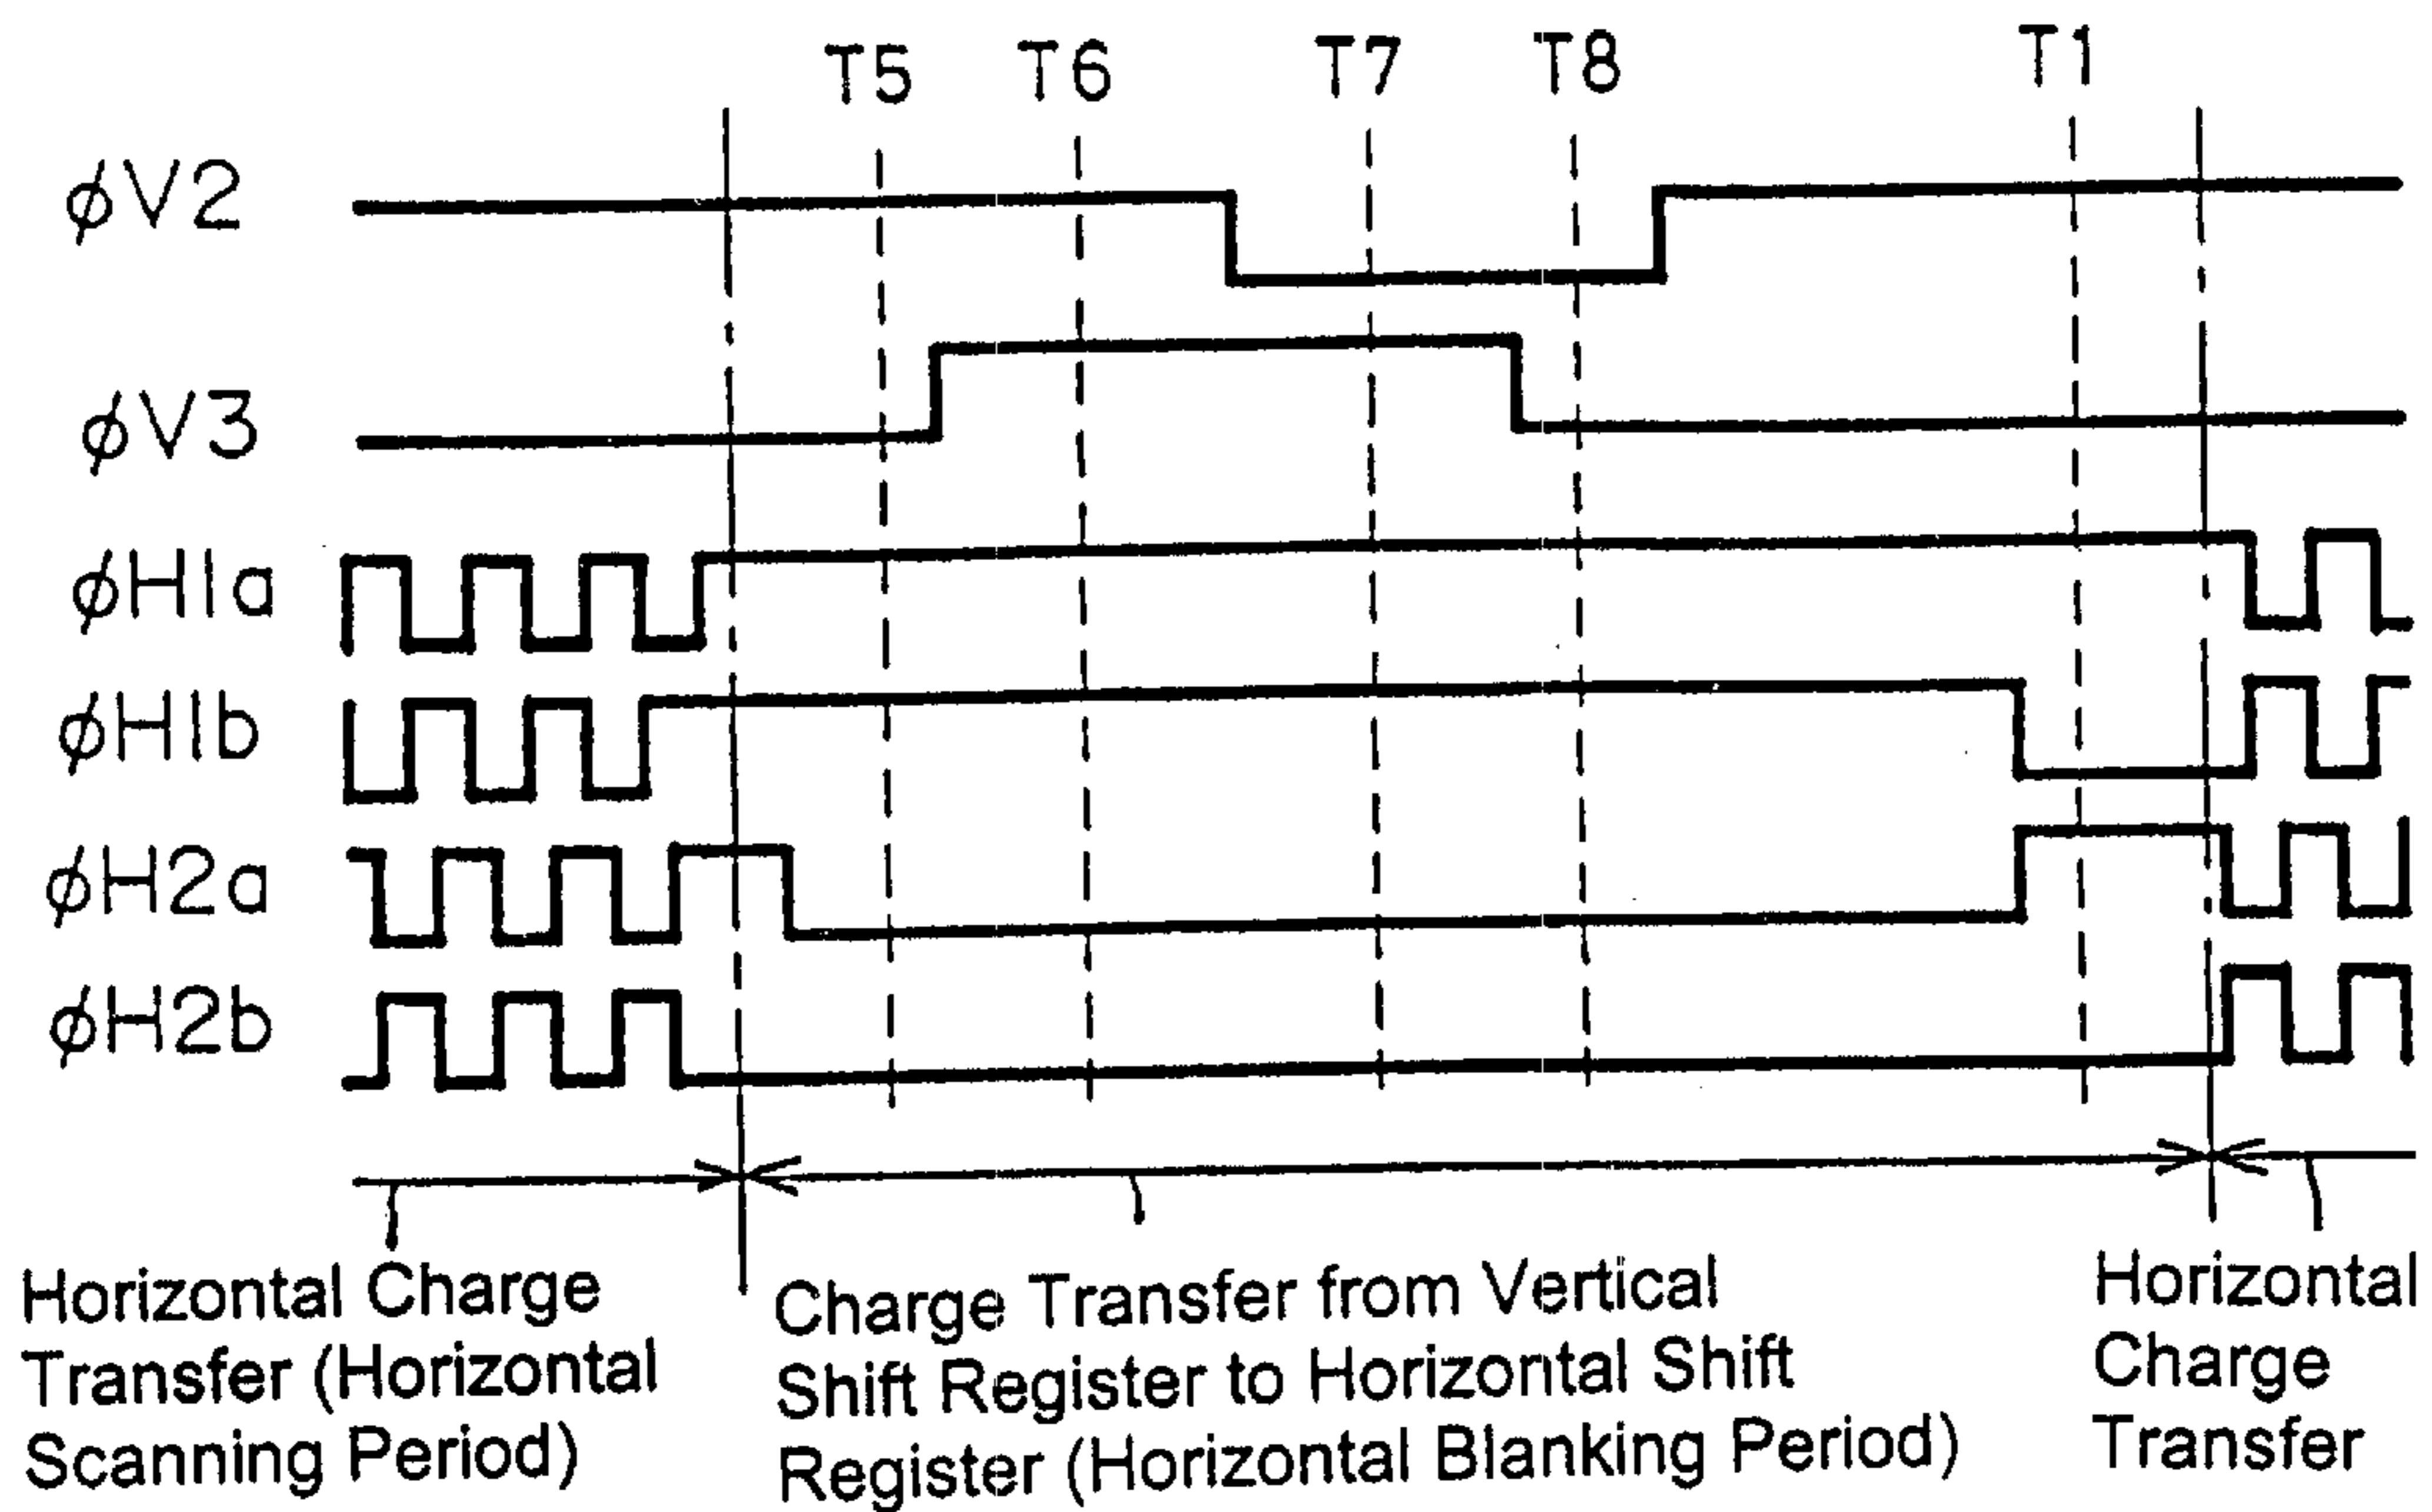 T5 T6 T7 T8 T1
φV2
φV3
φH1a
φH1b
φH2a
φH2b
Horizontal Charge
Transfer (Horizontal
Scanning Period)
Charge Transfer from Vertical
Shift Register to Horizontal Shift
Register (Horizontal Blanking Period)
Horizontal
Charge
Transfer